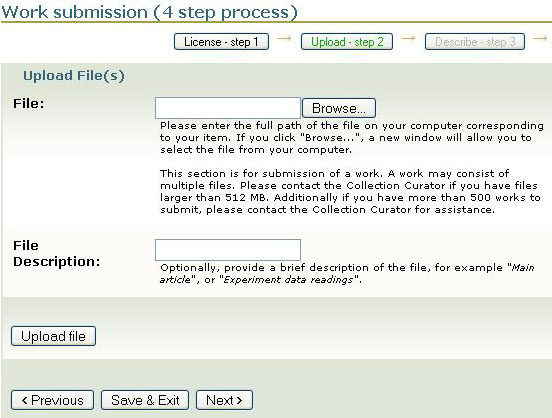 Work submission (4 step process)
License - step 1 → Upload - step 2 → Describe - step 3 →
Upload File(s)
File:
Browse...
Please enter the full path of the file on your computer corresponding
to your item. If you click "Browse...", a new window will allow you to
select the file from your computer.
This section is for submission of a work. A work may consist of
multiple files. Please contact the Collection Curator if you have files
larger than 512 MB. Additionally if you have more than 500 works to
submit, please contact the Collection Curator for assistance.
File
Description:
Optionally, provide a brief description of the file, for example "Main
article", or "Experiment data readings".
Upload file
< Previous Save & Exit Next >